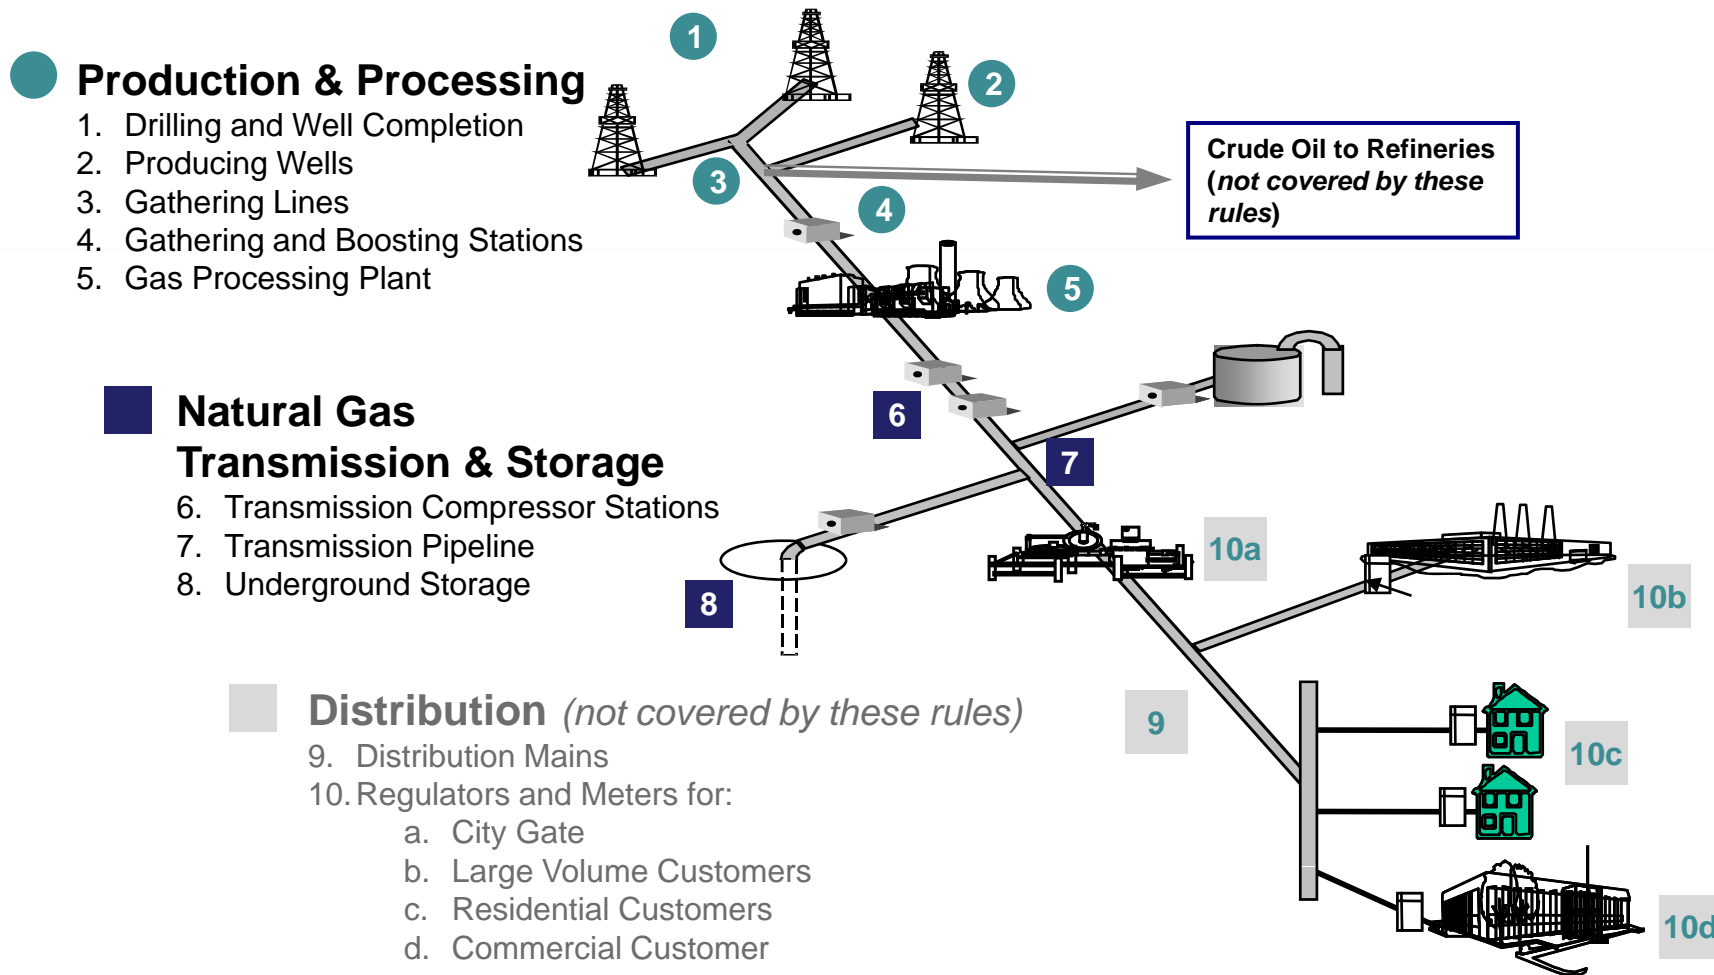 Production & Processing
1. Drilling and Well Completion
2. Producing Wells
3. Gathering Lines
4. Gathering and Boosting Stations
5. Gas Processing Plant
Natural Gas
Transmission & Storage
6. Transmission Compressor Stations
7. Transmission Pipeline
8. Underground Storage
Distribution (not covered by these rules)
9. Distribution Mains
10. Regulators and Meters for:
a. City Gate
b. Large Volume Customers
c. Residential Customers
d. Commercial Customer
1
2
3
4
Crude Oil to Refineries
(not covered by these
rules)
5
6
7
8
10a
10b
9
10c
10d